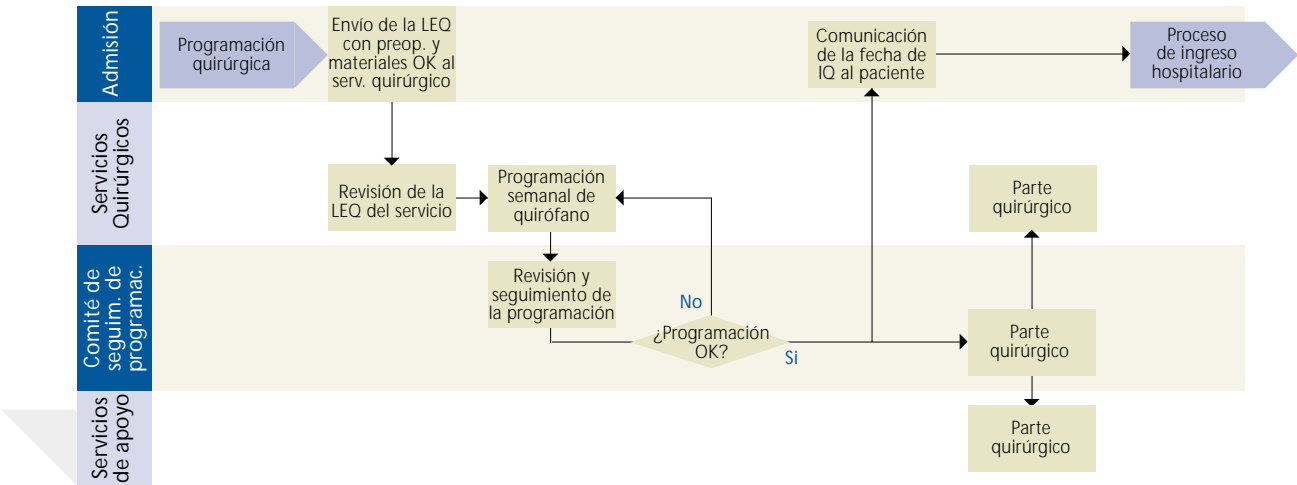 Admisión
Programación
quirúrgica
Envío de la LEQ
con preop. y
materiales OK al
serv. quirúrgico
Comunicación
de la fecha de
IQ al paciente
Proceso
de ingreso
hospitalario
Servicios
Quirúrgicos
Revisión de la
LEQ del servicio
Programación
semanal de
quirófano
Parte
quirúrgico
Comité de
seguim. de
programac.
Revisión y
seguimiento de
la programación
No
¿Programación
OK?
Si
Parte
quirúrgico
Servicios
de apoyo
Parte
quirúrgico